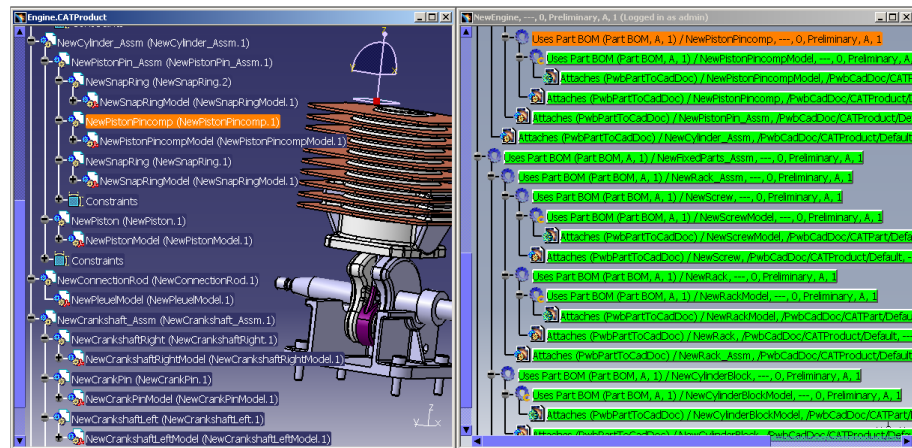 Engine.CATProduct
NewCylinder_Assm (NewCylinder_Assm.1)
NewPistonPin_Assm (NewPistonPin_Assm.1)
NewSnapRing (NewSnapRing.2)
NewSnapRingModel (NewSnapRingModel.1)
NewPistonPincomp (NewPistonPincomp.1)
NewPistonPincompModel (NewPistonPincompModel.1)
NewSnapRing (NewSnapRing.1)
NewSnapRingModel (NewSnapRingModel.1)
Constraints
NewPiston (NewPiston.1)
NewPistonModel (NewPistonModel.1)
Constraints
NewConnectionRod (NewConnectionRod.1)
NewPleuelModel (NewPleuelModel.1)
NewCrankshaft_Assm (NewCrankshaft_Assm.1)
NewCrankshaftRight (NewCrankshaftRight.1)
NewCrankshaftRightModel (NewCrankshaftRightModel.1)
NewCrankPin (NewCrankPin.1)
NewCrankPinModel (NewCrankPinModel.1)
NewCrankshaftLeft (NewCrankshaftLeft.1)
NewCrankshaftLeftModel (NewCrankshaftLeftModel.1)
z
x
NewEngine, ---, 0, Preliminary, A, 1 (Logged in as admin)
Uses Part BOM (Part BOM, A, 1) / NewPistonPincomp, ---, 0, Preliminary, A, 1
Uses Part BOM (Part BOM, A, 1) / NewPistonPincompModel, ---, 0, Preliminary, A
Attaches (PwbPartToCadDoc) / NewPistonPincompModel, /PwbCadDoc/CATP
Attaches (PwbPartToCadDoc) / NewPistonPincomp, /PwbCadDoc/CATProduct/De
Attaches (PwbPartToCadDoc) / NewPistonPin_Assm, /PwbCadDoc/CATProduct/Def
Attaches (PwbPartToCadDoc) / NewCylinder_Assm, /PwbCadDoc/CATProduct/Default
Uses Part BOM (Part BOM, A, 1) / NewFixedParts_Assm, ---, 0, Preliminary, A, 1
Uses Part BOM (Part BOM, A, 1) / NewRack_Assm, ---, 0, Preliminary, A, 1
Uses Part BOM (Part BOM, A, 1) / NewScrew, ---, 0, Preliminary, A, 1
Uses Part BOM (Part BOM, A, 1) / NewScrewModel, ---, 0, Preliminary, A, 1
Attaches (PwbPartToCadDoc) / NewScrewModel, /PwbCadDoc/CATPart/Defa
Attaches (PwbPartToCadDoc) / NewScrew, /PwbCadDoc/CATProduct/Default, --
Uses Part BOM (Part BOM, A, 1) / NewRack, ---, 0, Preliminary, A, 1
Uses Part BOM (Part BOM, A, 1) / NewRackModel, ---, 0, Preliminary, A, 1
Attaches (PwbPartToCadDoc) / NewRackModel, /PwbCadDoc/CATPart/Defau
Attaches (PwbPartToCadDoc) / NewRack, /PwbCadDoc/CATProduct/Default, ---
Attaches (PwbPartToCadDoc) / NewRack_Assm, /PwbCadDoc/CATProduct/Default
Uses Part BOM (Part BOM, A, 1) / NewCylinderBlock, ---, 0, Preliminary, A, 1
Uses Part BOM (Part BOM, A, 1) / NewCylinderBlockModel, ---, 0, Preliminary, A, 1
Attaches (PwbPartToCadDoc) / NewCylinderBlockModel, /PwbCadDoc/CATPart
Attaches (PwbPartToCadDoc) / NewCylinderBlock, /PwbCadDoc/CATProduct/Defa